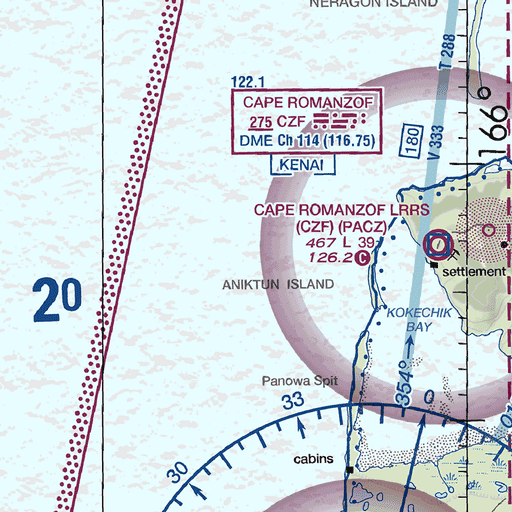 NERAGON ISLAND
T 288
122.1
CAPE ROMANZOF
275 CZF
DME Ch 114 (116.75)
KENAI
180
V 333
166°
CAPE ROMANZOF LRRS
(CZF) (PACZ)
467 L 39
126.2 C
settlement
ANIKTUN ISLAND
20
KOKECHIK
BAY
354°
Panowa Spit
33
0
30
cabins